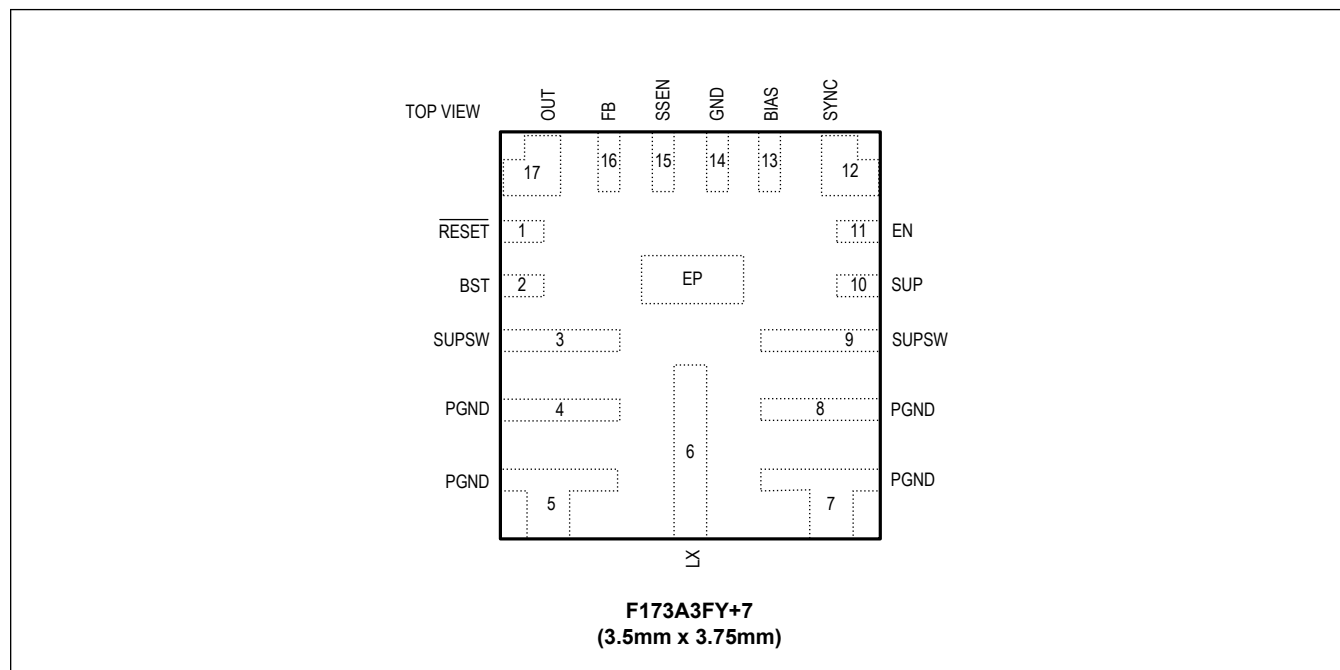 TOP VIEW
OUT
FB
SSEN
GND
BIAS
SYNC
17
16
15
14
13
12
RESET
1
11
EN
BST
2
EP
10
SUP
SUPSW
3
9
SUPSW
PGND
4
8
PGND
6
PGND
5
7
PGND
LX
F173A3FY+7
(3.5mm x 3.75mm)